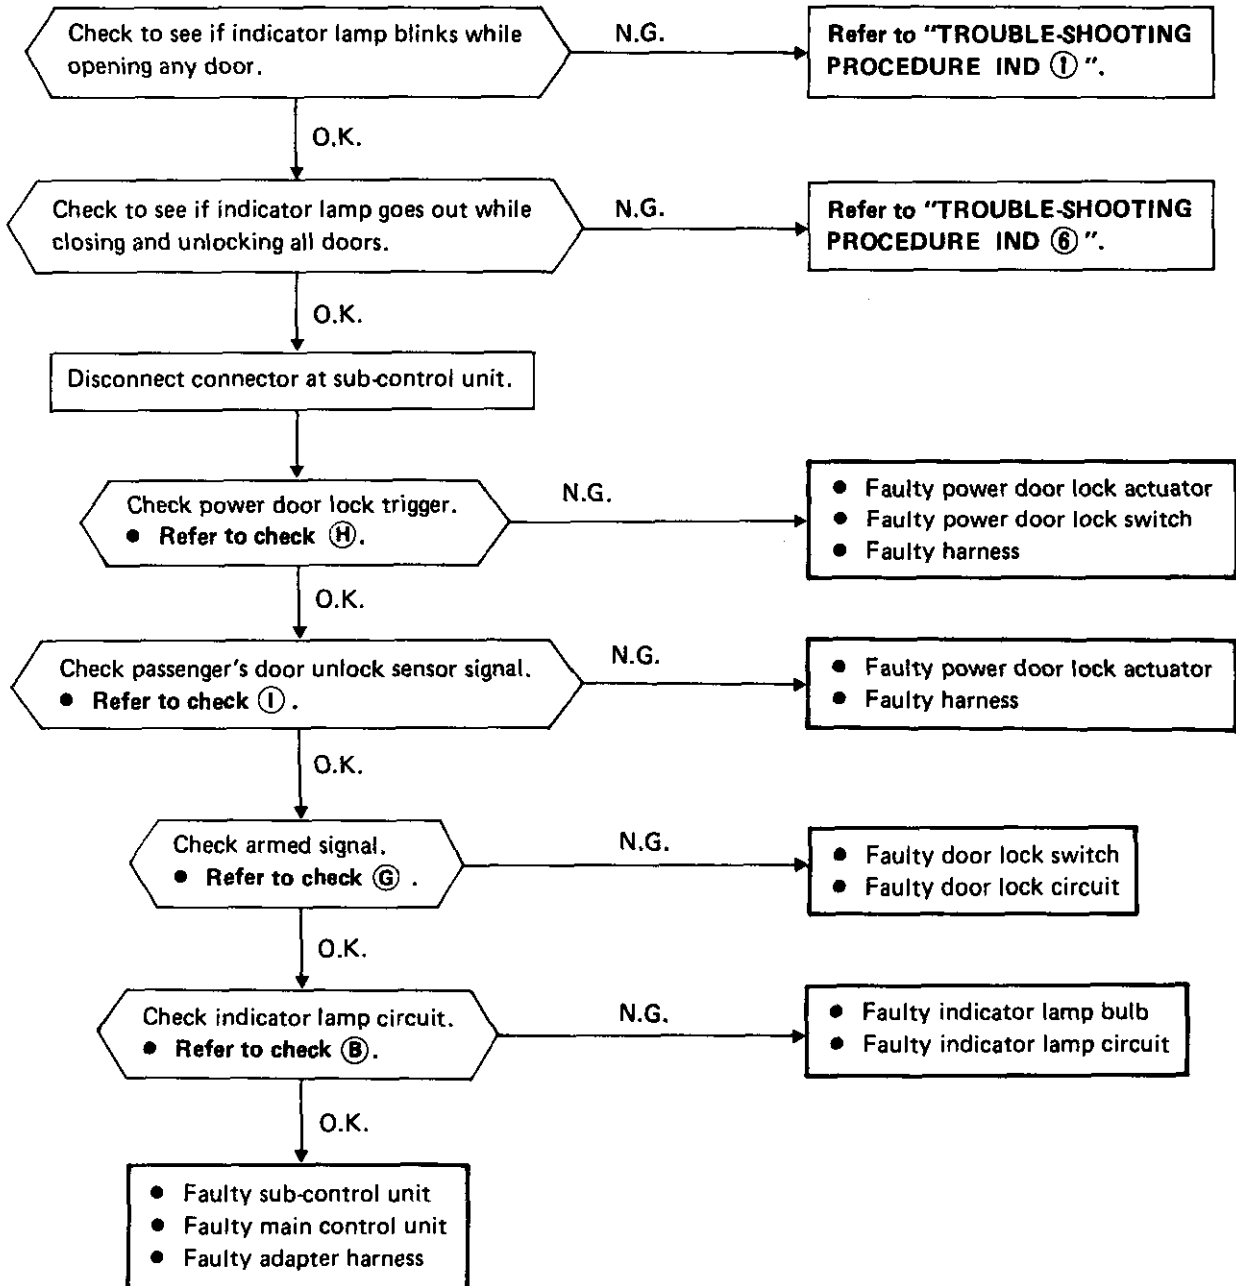 Check to see if indicator lamp blinks while
opening any door.
N.G.
Refer to “TROUBLE-SHOOTING
PROCEDURE IND ①”.
O.K.
Check to see if indicator lamp goes out while
closing and unlocking all doors.
N.G.
Refer to “TROUBLE-SHOOTING
PROCEDURE IND ⑥”.
O.K.
Disconnect connector at sub-control unit.
Check power door lock trigger.
● Refer to check Ⓗ.
N.G.
● Faulty power door lock actuator
● Faulty power door lock switch
● Faulty harness
O.K.
Check passenger's door unlock sensor signal.
● Refer to check Ⓘ.
N.G.
● Faulty power door lock actuator
● Faulty harness
O.K.
Check armed signal.
● Refer to check Ⓖ.
N.G.
● Faulty door lock switch
● Faulty door lock circuit
O.K.
Check indicator lamp circuit.
● Refer to check Ⓑ.
N.G.
● Faulty indicator lamp bulb
● Faulty indicator lamp circuit
O.K.
● Faulty sub-control unit
● Faulty main control unit
● Faulty adapter harness